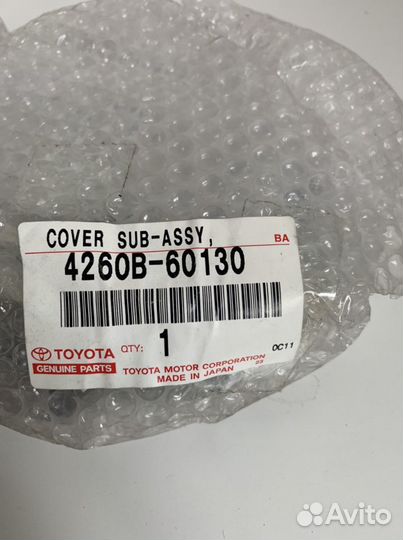 COVER SUB-ASSY, BA
4260B-60130
TOYOTA QTY: 1 0C11
GENUINE PARTS
TOYOTA MOTOR CORPORATION 23
MADE IN JAPAN
Avito